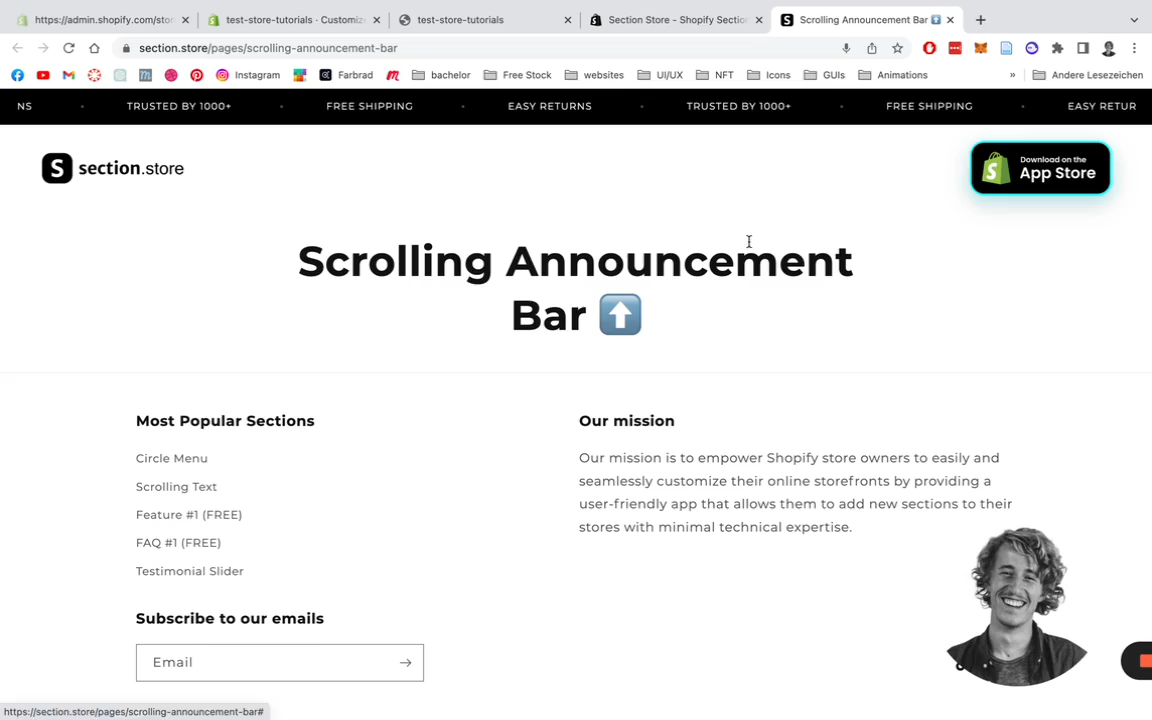 https://admin.shopify.com/stor
test-store-tutorials · Customize
test-store-tutorials
Section Store - Shopify Section
Scrolling Announcement Bar ⬆️
section.store/pages/scrolling-announcement-bar
Instagram
Farbrad
bachelor
Free Stock
websites
UI/UX
NFT
Icons
GUIs
Animations
»
Andere Lesezeichen
NS • TRUSTED BY 1000+ • FREE SHIPPING • EASY RETURNS • TRUSTED BY 1000+ • FREE SHIPPING • EASY RETUR
S section.store
Download on the
App Store
Scrolling Announcement
Bar ⬆️
Most Popular Sections
Circle Menu
Scrolling Text
Feature #1 (FREE)
FAQ #1 (FREE)
Testimonial Slider
Subscribe to our emails
Email
Our mission
Our mission is to empower Shopify store owners to easily and
seamlessly customize their online storefronts by providing a
user-friendly app that allows them to add new sections to their
stores with minimal technical expertise.
https://section.store/pages/scrolling-announcement-bar#